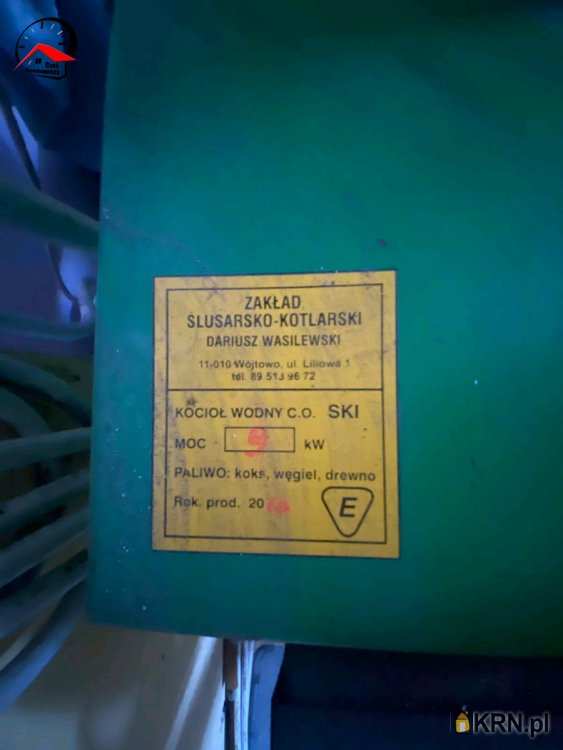 ZAKŁAD
ŚLUSARSKO-KOTLARSKI
DARIUSZ WASILEWSKI
11-010 Wójtowo, ul. Liliowa 1
tel. 89 513 96 72
KOCIOŁ WODNY C.O. SKI
MOC 9 kW
PALIWO: koks, węgiel, drewno
Rok. prod. 20
E
KRN.pl